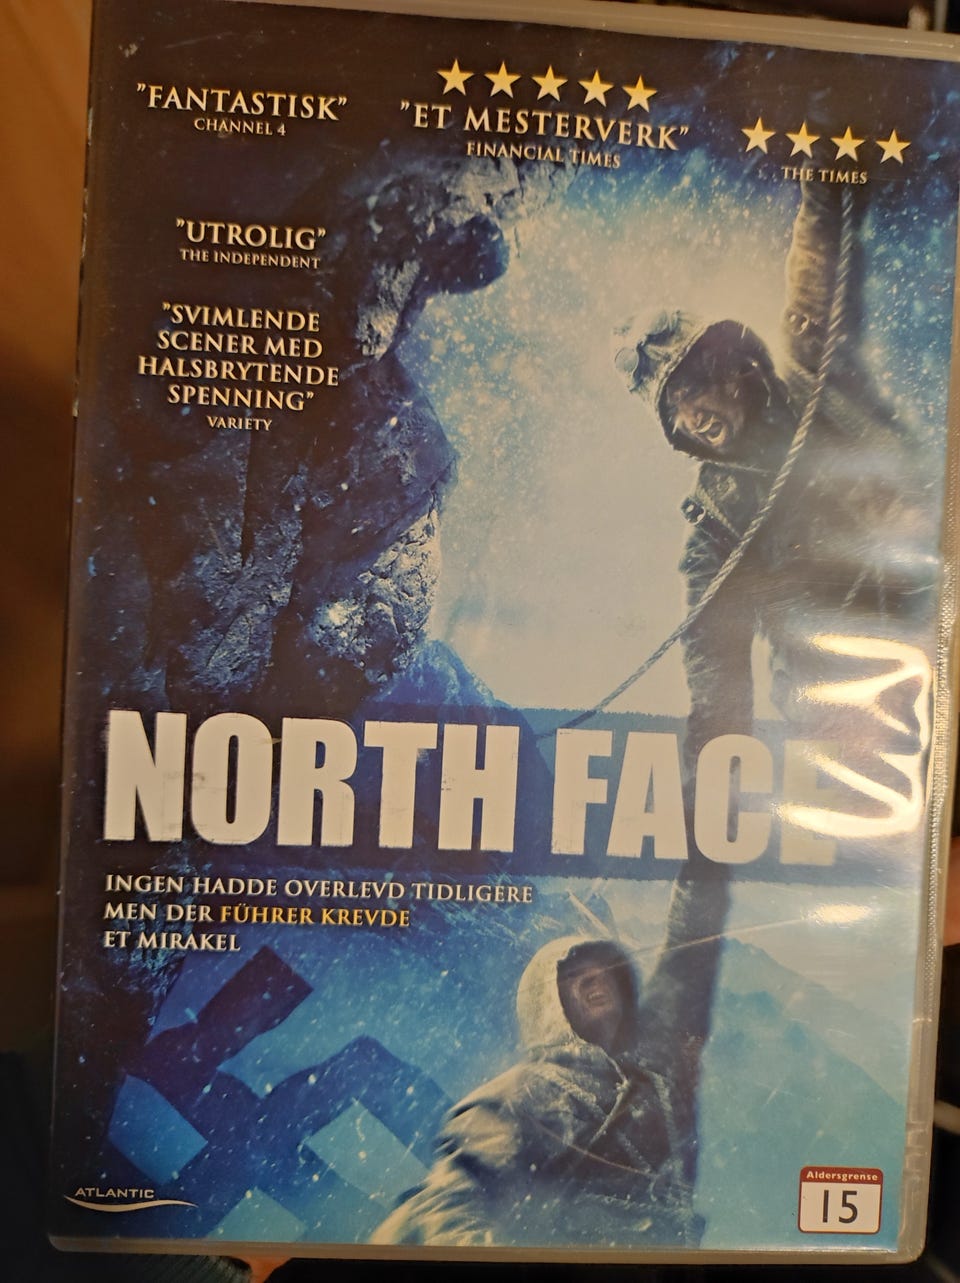 "FANTASTISK"
CHANNEL 4
"ET MESTERVERK"
FINANCIAL TIMES
THE TIMES
"UTROLIG"
THE INDEPENDENT
"SVIMLENDE
SCENER MED
HALSBRYTENDE
SPENNING"
VARIETY
NORTH FACE
INGEN HADDE OVERLEVD TIDLIGERE
MEN DER FÜHRER KREVDE
ET MIRAKEL
ATLANTIC
Aldersgrense
15